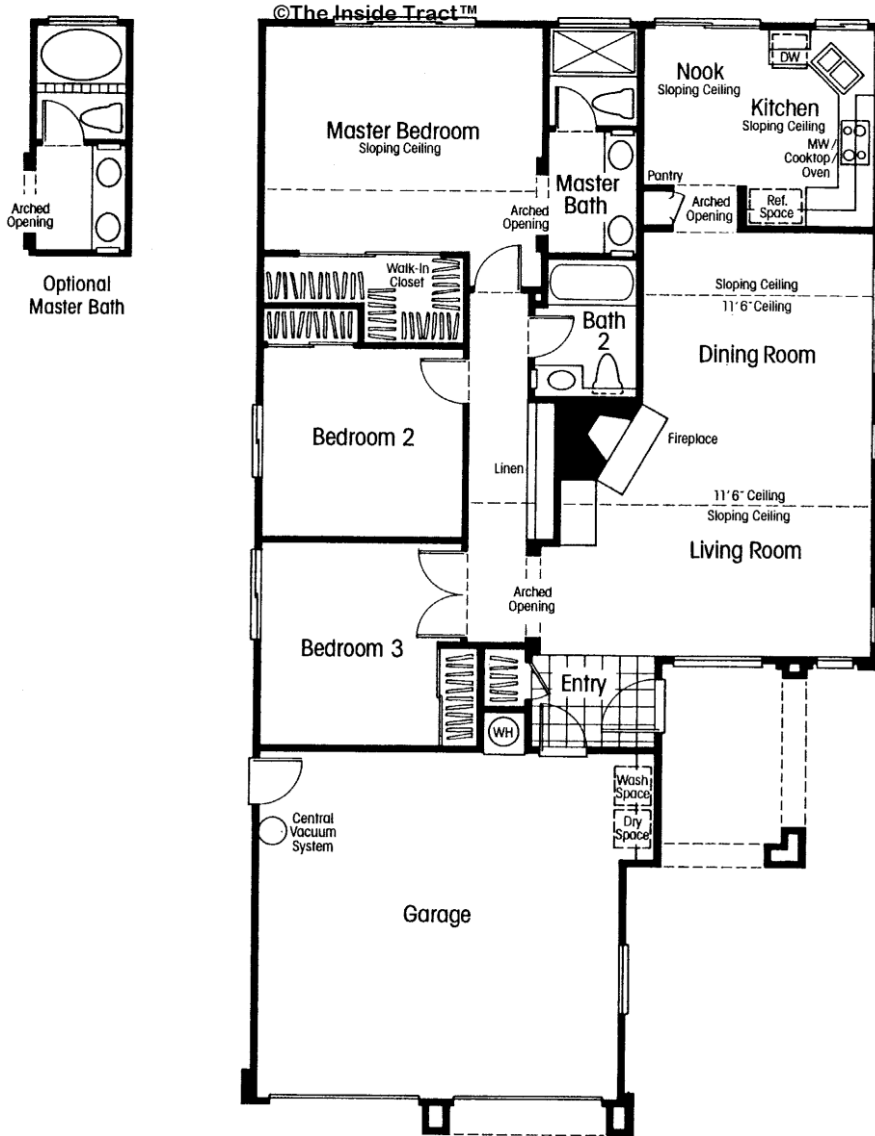 ©The Inside Tract™
Arched
Opening
Optional
Master Bath
Master Bedroom
Sloping Ceiling
Arched
Opening
Master
Bath
Nook
Sloping Ceiling
DW
Kitchen
Sloping Ceiling
MW/
Cooktop/
Oven
Pantry
Arched
Opening
Ref.
Space
Walk-In
Closet
Bath
2
Sloping Ceiling
11'6" Ceiling
Dining Room
Bedroom 2
Linen
Fireplace
11'6" Ceiling
Sloping Ceiling
Living Room
Arched
Opening
Bedroom 3
Entry
WH
Wash
Space
Dry
Space
Central
Vacuum
System
Garage